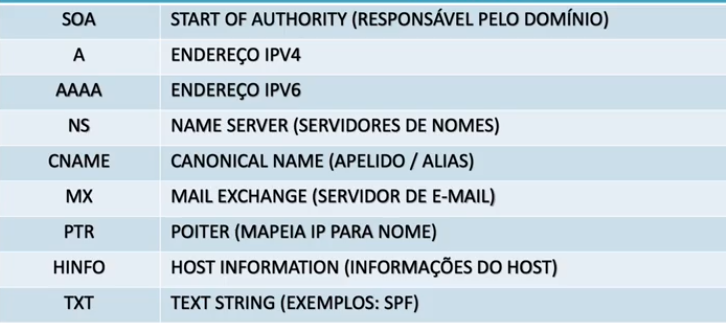 SOA START OF AUTHORITY (RESPONSÁVEL PELO DOMÍNIO)
A ENDEREÇO IPV4
AAAA ENDEREÇO IPV6
NS NAME SERVER (SERVIDORES DE NOMES)
CNAME CANONICAL NAME (APELIDO / ALIAS)
MX MAIL EXCHANGE (SERVIDOR DE E-MAIL)
PTR POITER (MAPEIA IP PARA NOME)
HINFO HOST INFORMATION (INFORMAÇÕES DO HOST)
TXT TEXT STRING (EXEMPLOS: SPF)